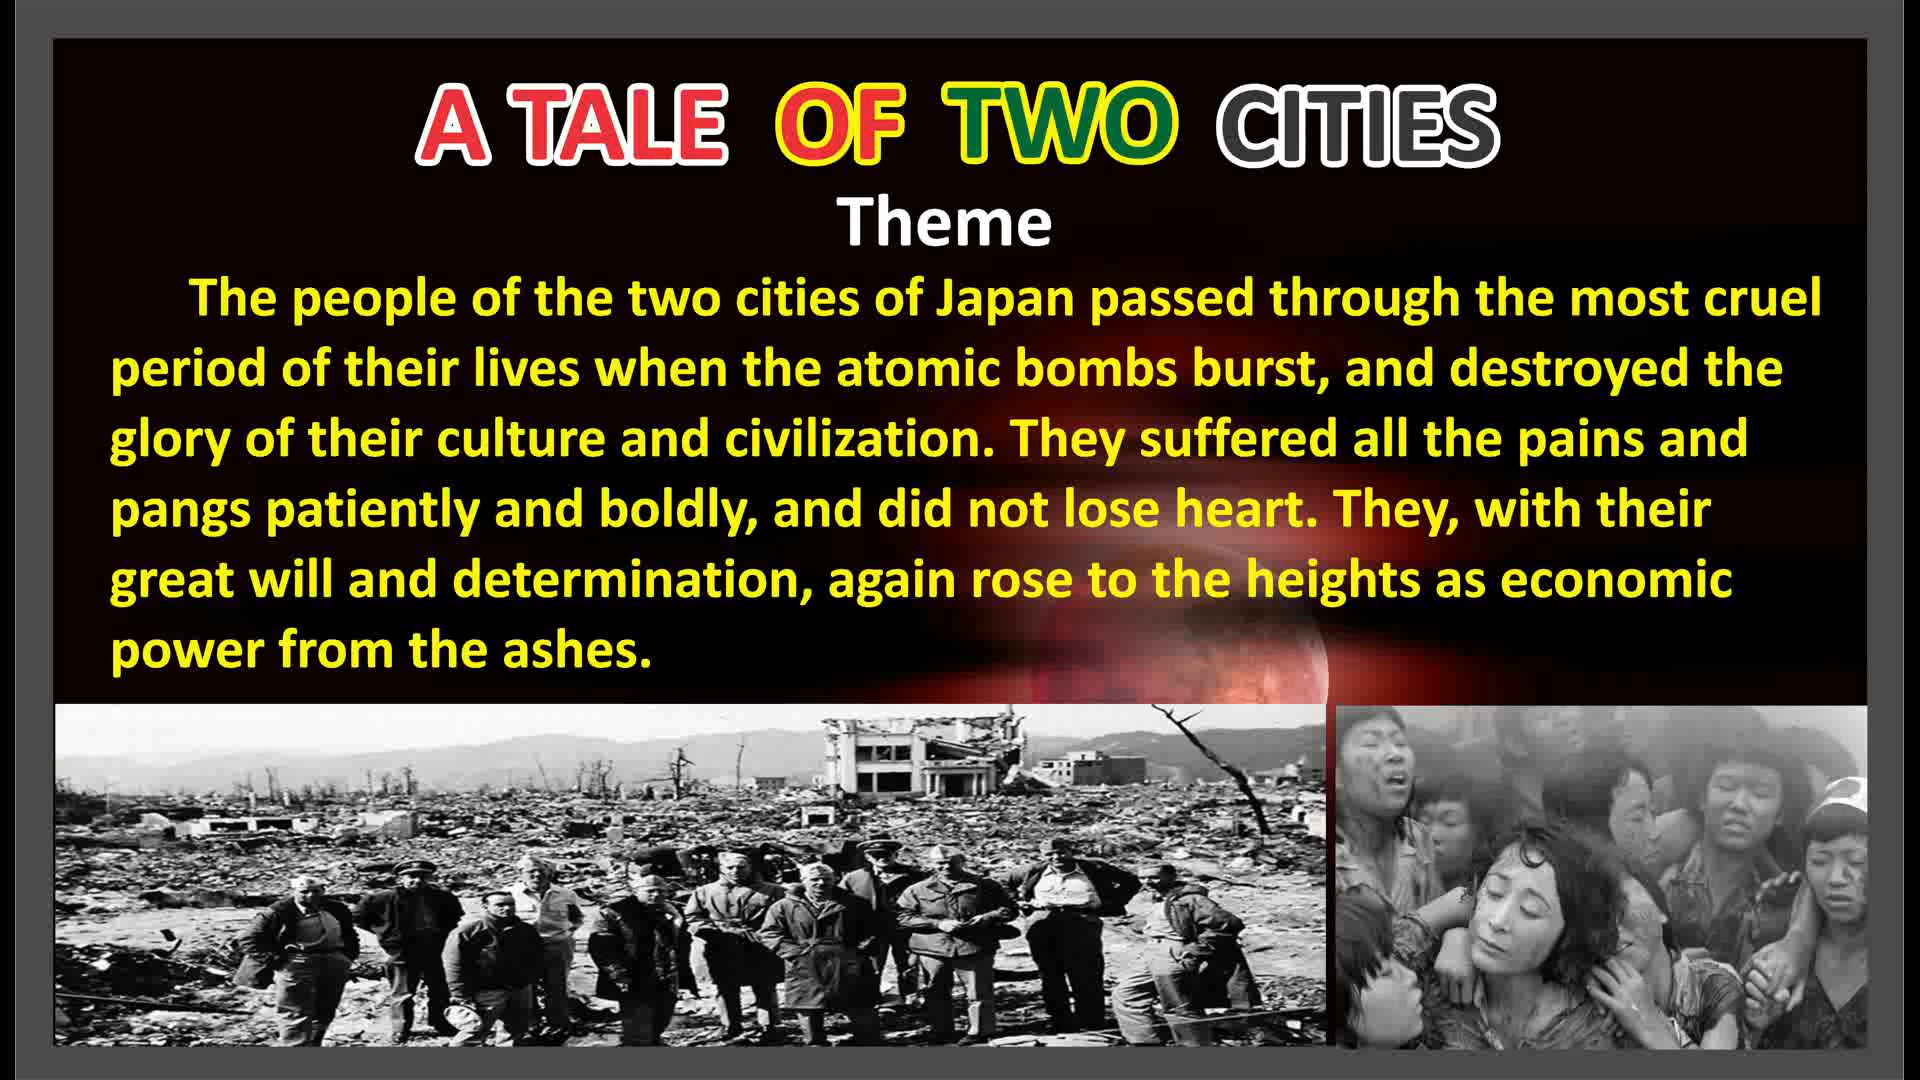 A TALE OF TWO CITIES
Theme
The people of the two cities of Japan passed through the most cruel
period of their lives when the atomic bombs burst, and destroyed the
glory of their culture and civilization. They suffered all the pains and
pangs patiently and boldly, and did not lose heart. They, with their
great will and determination, again rose to the heights as economic
power from the ashes.